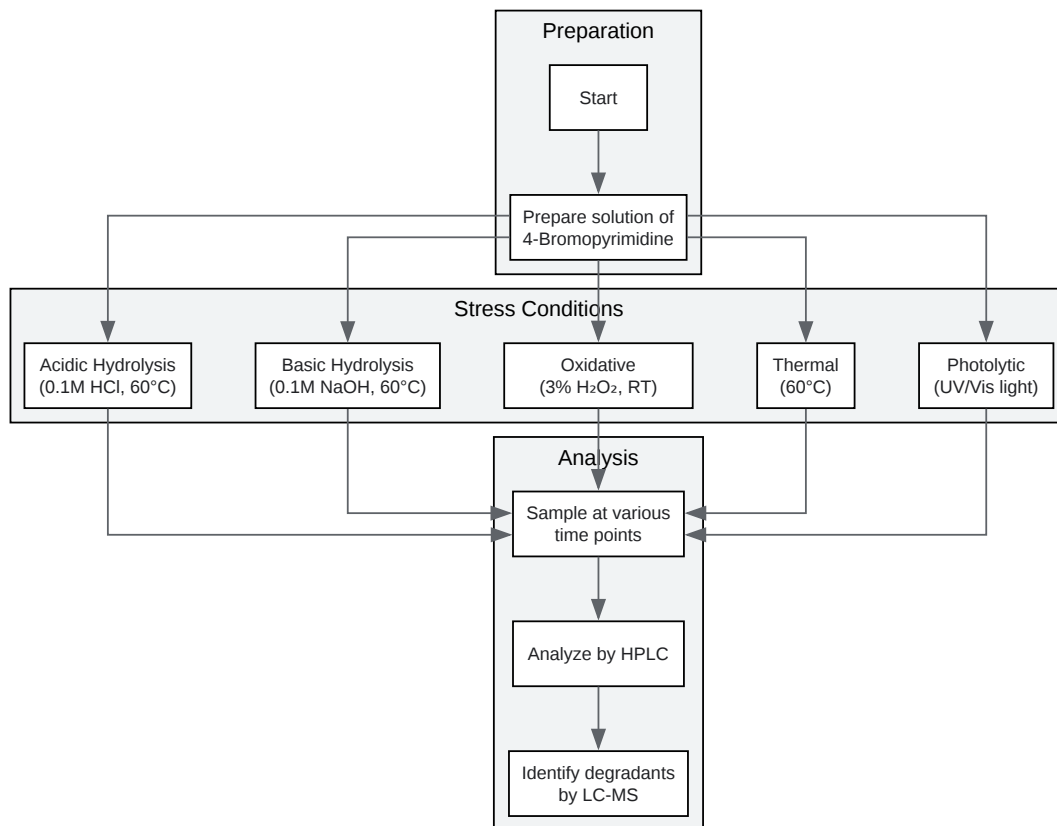 Preparation
Start
Prepare solution of
4-Bromopyrimidine
Stress Conditions
Acidic Hydrolysis
(0.1M HCl, 60°C)
Basic Hydrolysis
(0.1M NaOH, 60°C)
Oxidative
(3% H₂O₂, RT)
Thermal
(60°C)
Photolytic
(UV/Vis light)
Analysis
Sample at various
time points
Analyze by HPLC
Identify degradants
by LC-MS